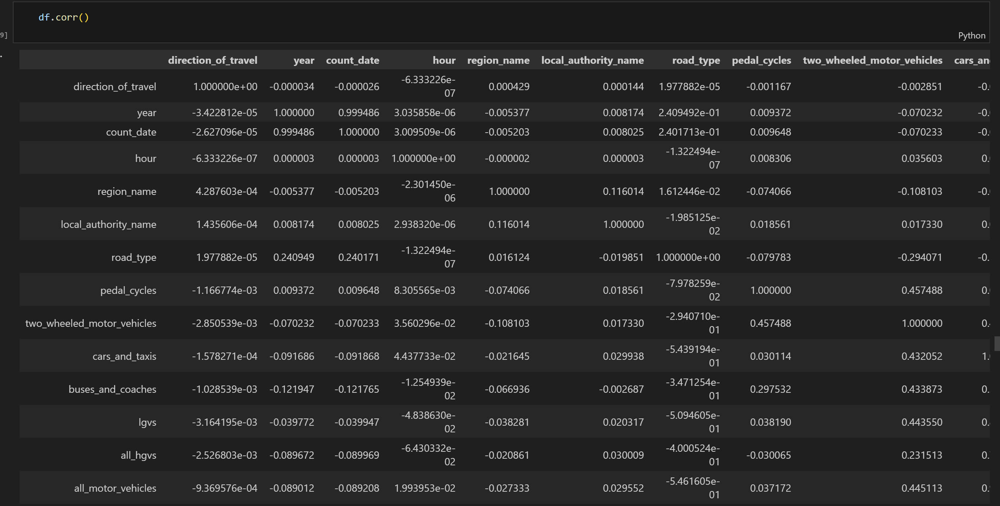 df.corr()
9]
Python
direction_of_travel year count_date hour region_name local_authority_name road_type pedal_cycles two_wheeled_motor_vehicles cars_an
direction_of_travel 1.000000e+00 -0.000034 -0.000026 -6.333226e-07 0.000429 0.000144 1.977882e-05 -0.001167 -0.002851 -0.
year -3.422812e-05 1.000000 0.999486 3.035858e-06 -0.005377 0.008174 2.409492e-01 0.009372 -0.070232 -0.
count_date -2.627096e-05 0.999486 1.000000 3.009509e-06 -0.005203 0.008025 2.401713e-01 0.009648 -0.070233 -0.
hour -6.333226e-07 0.000003 0.000003 1.000000e+00 -0.000002 0.000003 -1.322494e-07 0.008306 0.035603 0.
region_name 4.287603e-04 -0.005377 -0.005203 -2.301450e-06 1.000000 0.116014 1.612446e-02 -0.074066 -0.108103 -0.
local_authority_name 1.435606e-04 0.008174 0.008025 2.938320e-06 0.116014 1.000000 -1.985125e-02 0.018561 0.017330 0.
road_type 1.977882e-05 0.240949 0.240171 -1.322494e-07 0.016124 -0.019851 1.000000e+00 -0.079783 -0.294071 -0.
pedal_cycles -1.166774e-03 0.009372 0.009648 8.305565e-03 -0.074066 0.018561 -7.978259e-02 1.000000 0.457488 0.
two_wheeled_motor_vehicles -2.850539e-03 -0.070232 -0.070233 3.560296e-02 -0.108103 0.017330 -2.940710e-01 0.457488 1.000000 0.
cars_and_taxis -1.578271e-04 -0.091686 -0.091868 4.437733e-02 -0.021645 0.029938 -5.439194e-01 0.030114 0.432052 1.
buses_and_coaches -1.028539e-03 -0.121947 -0.121765 -1.254939e-02 -0.066936 -0.002687 -3.471254e-01 0.297532 0.433873 0.
lgvs -3.164195e-03 -0.039772 -0.039947 -4.838630e-02 -0.038281 0.020317 -5.094605e-01 0.038190 0.443550 0.
all_hgvs -2.526803e-03 -0.089672 -0.089969 -6.430332e-02 -0.020861 0.030009 -4.000524e-01 -0.030065 0.231513 0.
all_motor_vehicles -9.369576e-04 -0.089012 -0.089208 1.993953e-02 -0.027333 0.029552 -5.461605e-01 0.037172 0.445113 0.